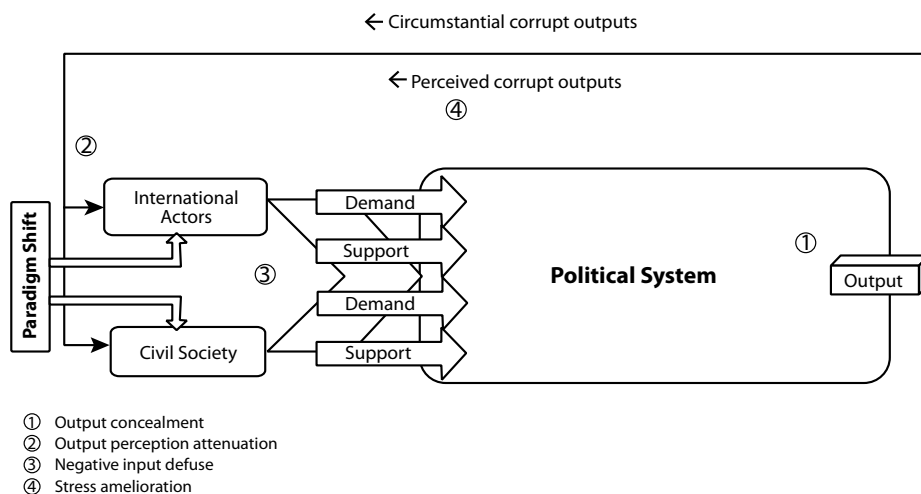 ← Circumstantial corrupt outputs
← Perceived corrupt outputs
④
②
International
Actors
Demand
Paradigm Shift
Support
①
③
Political System
Output
Demand
Civil Society
Support
① Output concealment
② Output perception attenuation
③ Negative input defuse
④ Stress amelioration